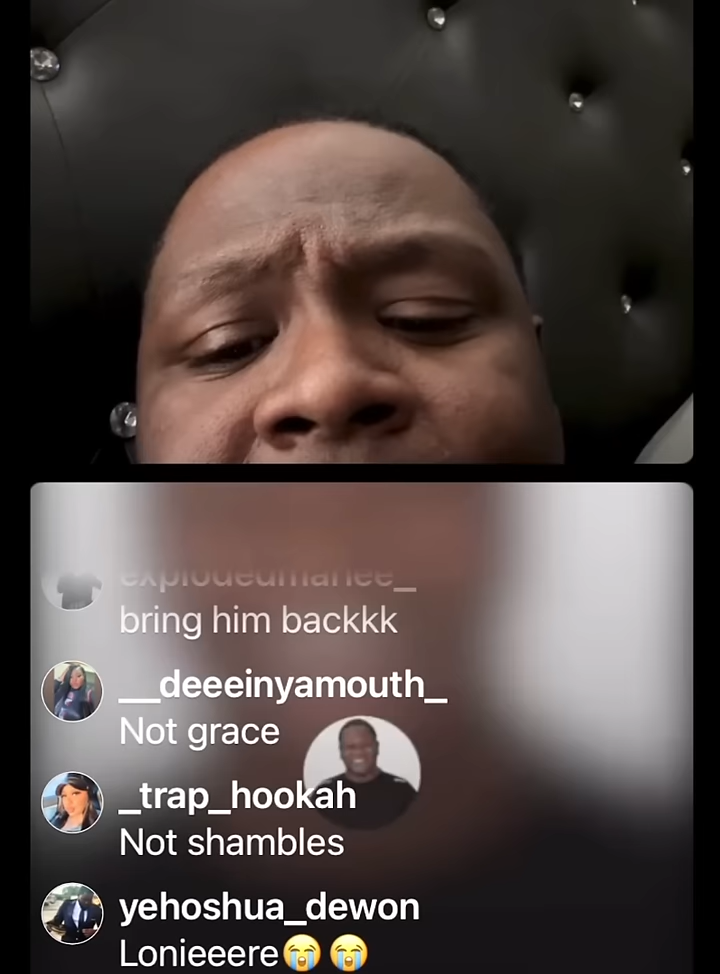 bring him backkk
__deeeinyamouth_
Not grace
_trap_hookah
Not shambles
yehoshua_dewon
Lonieeere😭😭